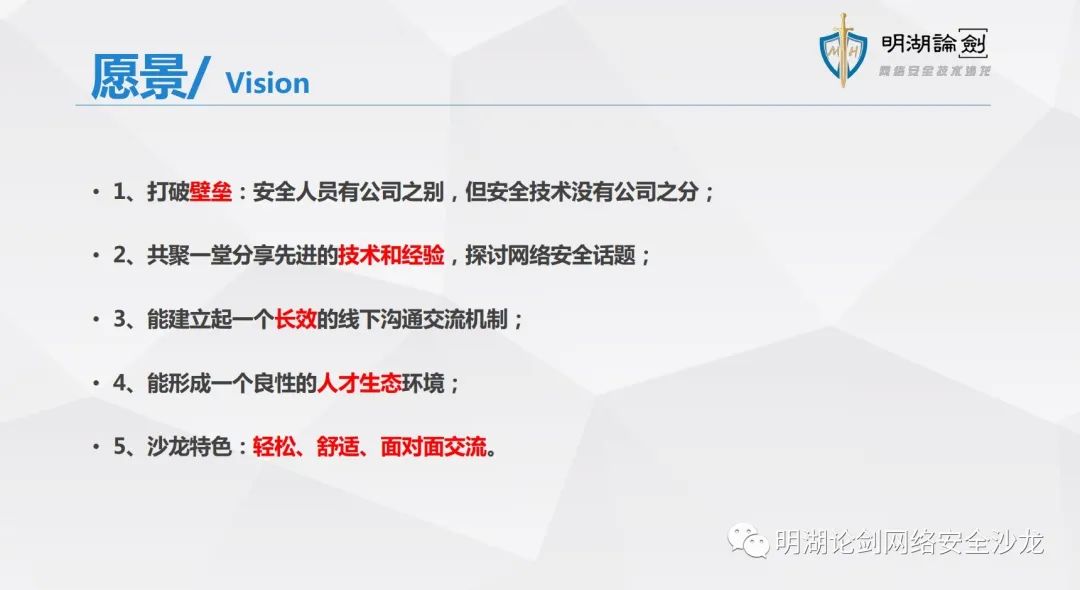 愿景/ Vision
MH
明湖論劍
网络安全技术沙龙
• 1、打破壁垒：安全人员有公司之别，但安全技术没有公司之分；
• 2、共聚一堂分享先进的技术和经验，探讨网络安全话题；
• 3、能建立起一个长效的线下沟通交流机制；
• 4、能形成一个良性的人才生态环境；
• 5、沙龙特色：轻松、舒适、面对面交流。
明湖论剑网络安全沙龙